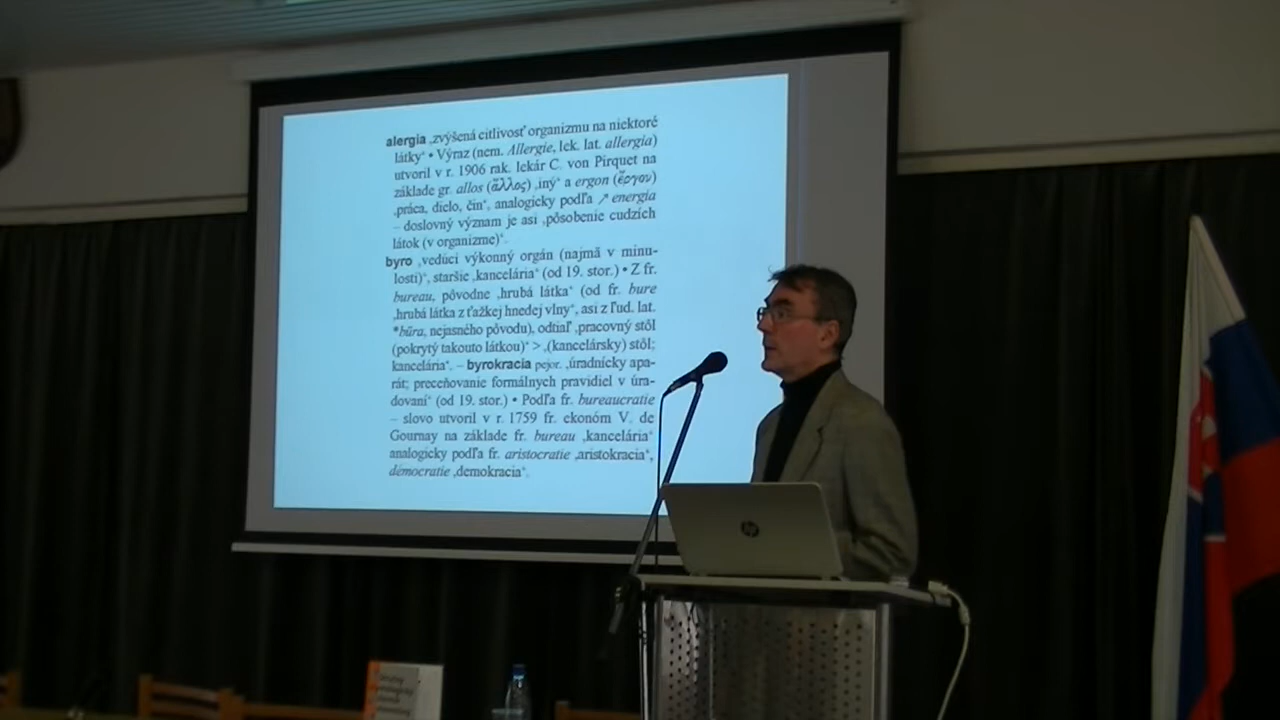 alergia ‚zvýšená citlivosť organizmu na niektoré
látky‘ • Výraz (nem. Allergie, lek. lat. allergia)
utvoril v r. 1906 rak. lekár C. von Pirquet na
základe gr. allos (ἄλλος) ‚iný‘ a ergon (ἔργον)
‚práca, dielo, čin‘, analogicky podľa ↗ energia
– doslovný význam je asi ‚pôsobenie cudzích
látok (v organizme)‘.
byro ‚vedúci výkonný orgán (najmä v minu-
losti)‘, staršie ‚kancelária‘ (od 19. stor.) • Z fr.
bureau, pôvodne ‚hrubá látka‘ (od fr. bure
‚hrubá látka z ťažkej hnedej vlny‘, asi z ľud. lat.
*būra, nejasného pôvodu), odtiaľ ‚pracovný stôl
(pokrytý takouto látkou)‘ > ‚(kancelársky) stôl;
kancelária‘. – byrokracia pejor. ‚úradnícky apa-
rát; preceňovanie formálnych pravidiel v úra-
dovaní‘ (od 19. stor.) • Podľa fr. bureaucratie
– slovo utvoril v r. 1759 fr. ekonóm V. de
Gournay na základe fr. bureau ‚kancelária‘
analogicky podľa fr. aristocratie ‚aristokracia‘,
démocratie ‚demokracia‘.
hp